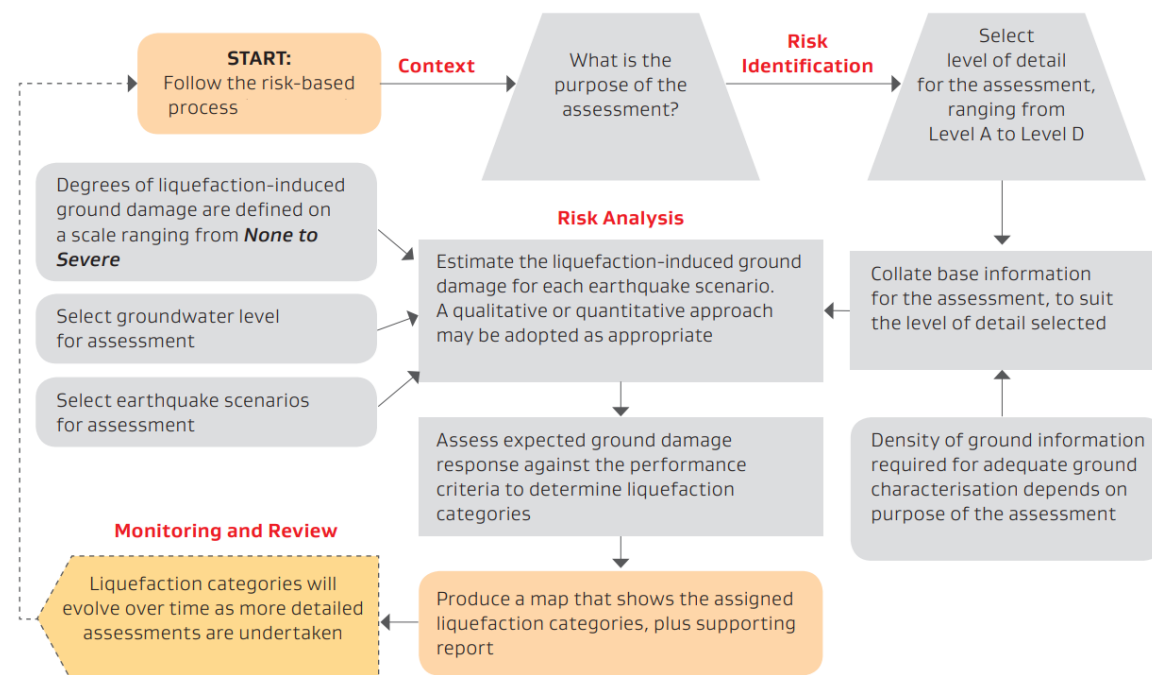 START:
Follow the risk-based
process
Context
What is the
purpose of the
assessment?
Risk
Identification
Select
level of detail
for the assessment,
ranging from
Level A to Level D
Degrees of liquefaction-induced
ground damage are defined on
a scale ranging from None to
Severe
Select groundwater level
for assessment
Select earthquake scenarios
for assessment
Risk Analysis
Estimate the liquefaction-induced ground
damage for each earthquake scenario.
A qualitative or quantitative approach
may be adopted as appropriate
Collate base information
for the assessment, to suit
the level of detail selected
Density of ground information
required for adequate ground
characterisation depends on
purpose of the assessment
Assess expected ground damage
response against the performance
criteria to determine liquefaction
categories
Monitoring and Review
Liquefaction categories will
evolve over time as more detailed
assessments are undertaken
Produce a map that shows the assigned
liquefaction categories, plus supporting
report